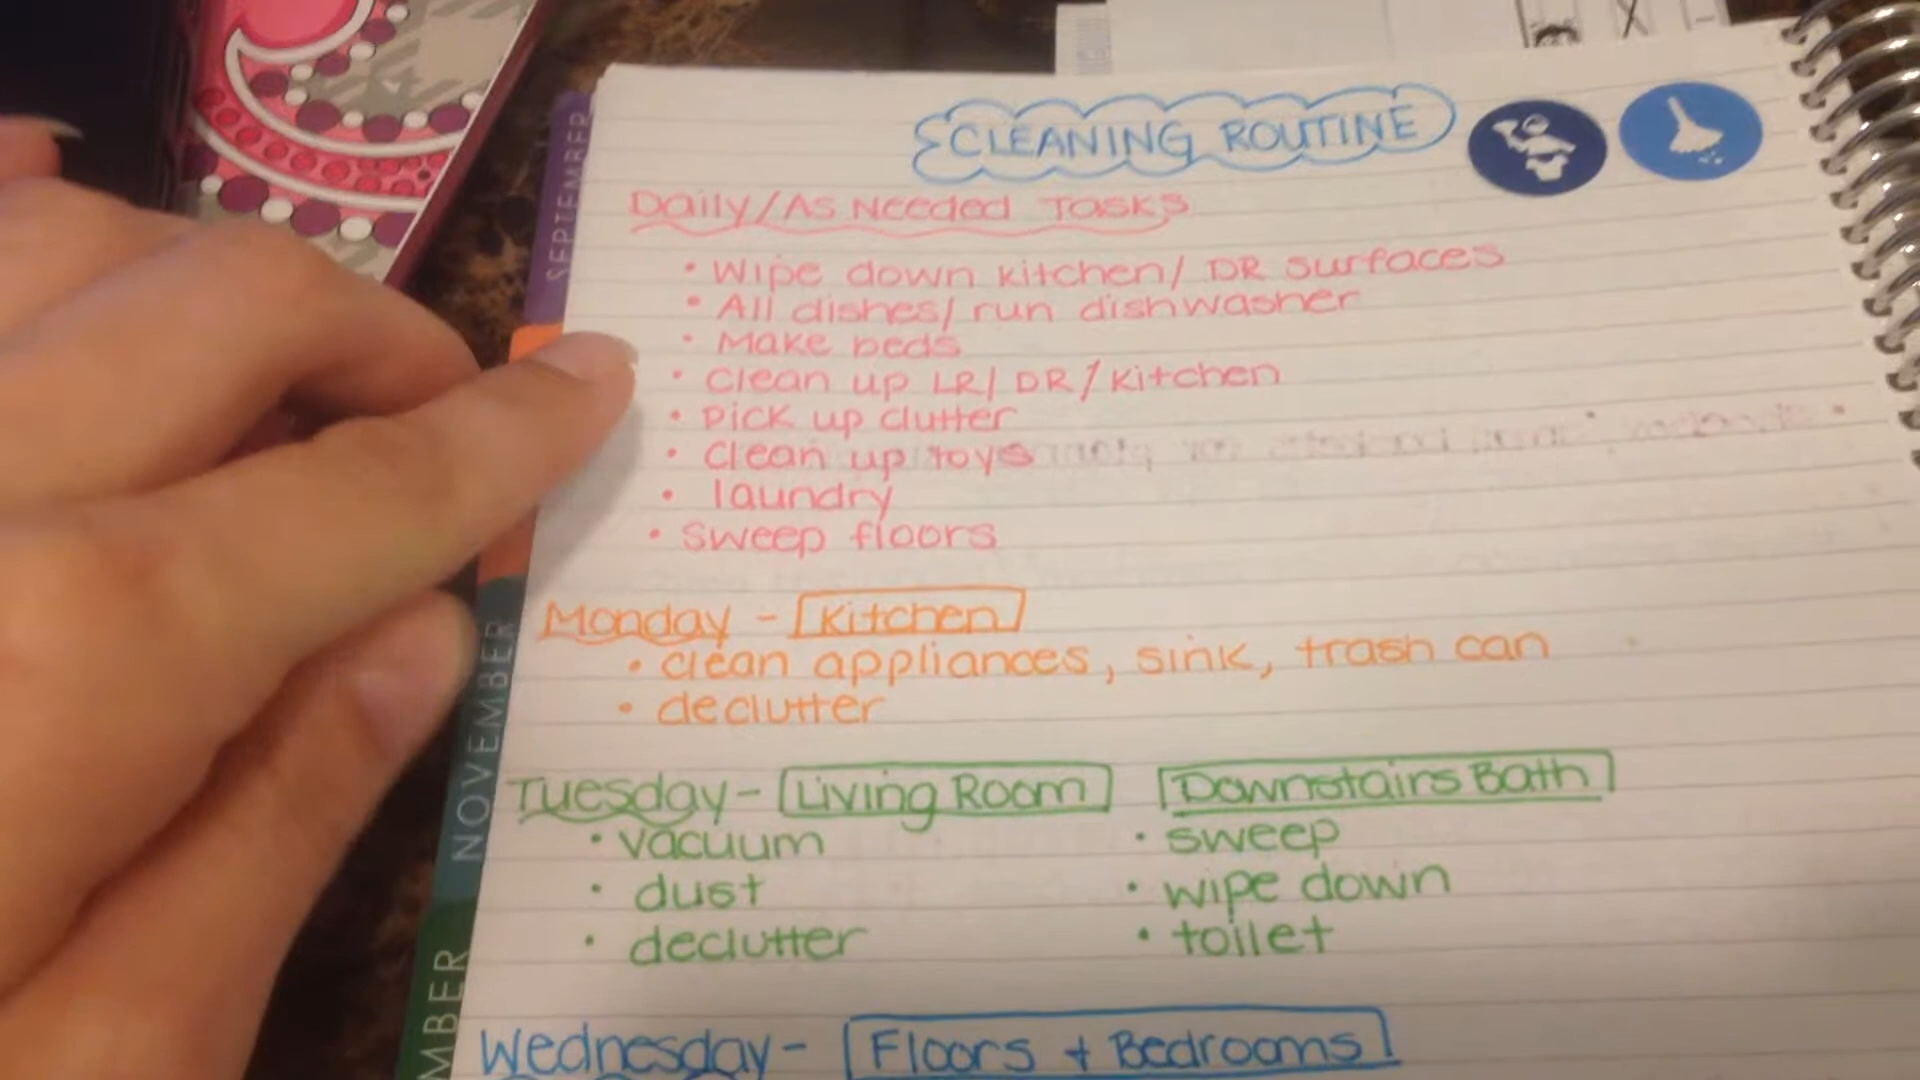 CLEANING ROUTINE
Daily/As Needed Tasks
• Wipe down kitchen/ DR surfaces
• All dishes/ run dishwasher
• Make beds
• Clean up LR/ DR/ Kitchen
• Pick up clutter
• Clean up toys
• laundry
• Sweep floors
Monday - Kitchen
• clean appliances, sink, trash can
• declutter
Tuesday - Living Room Downstairs Bath
• vacuum • sweep
• dust • wipe down
• declutter • toilet
Wednesday - Floors + Bedrooms
SEPTEMBER
NOVEMBER
MBER